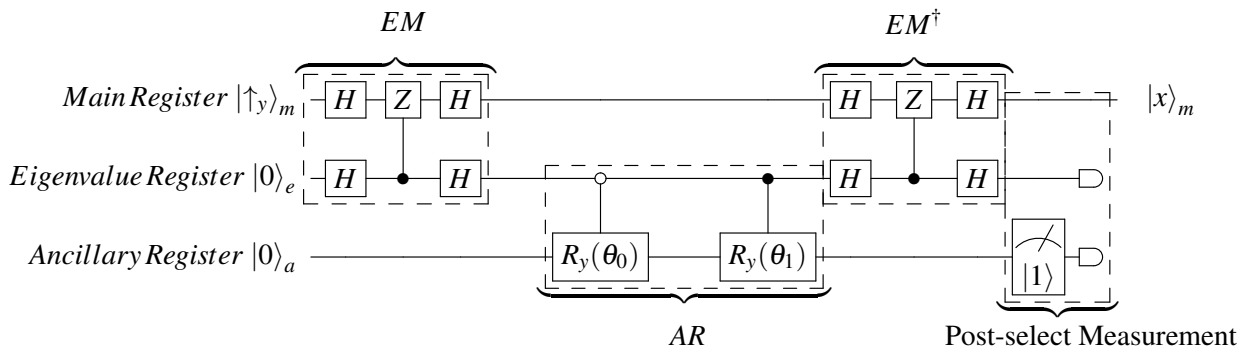 EM EM†
Main Register |↑y⟩m H Z H H Z H |x⟩m
Eigenvalue Register |0⟩e H H H H
Ancillary Register |0⟩a Ry(θ0) Ry(θ1) |1⟩
AR Post-select Measurement